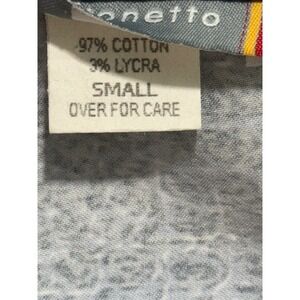 onetto
97% COTTON
3% LYCRA
SMALL
OVER FOR CARE